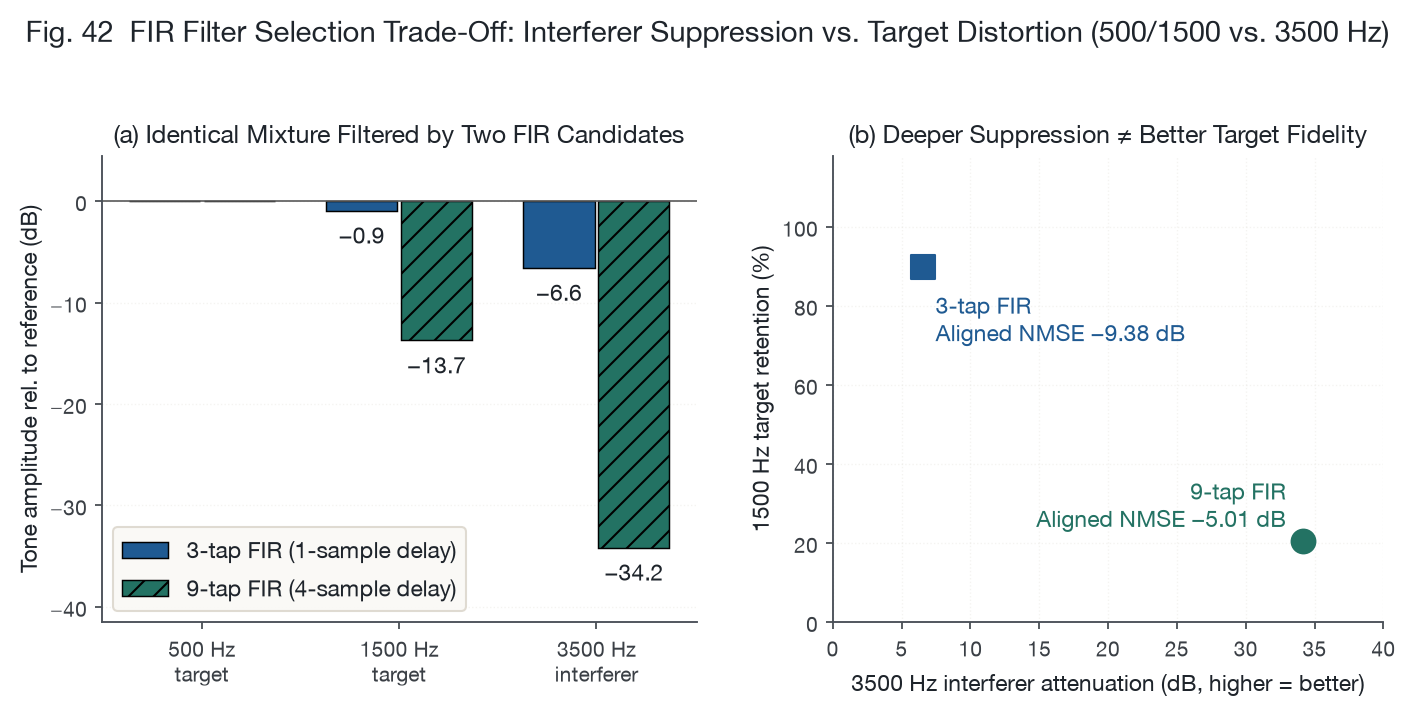 Fig. 42  FIR Filter Selection Trade-Off: Interferer Suppression vs. Target Distortion (500/1500 vs. 3500 Hz)
(a) Identical Mixture Filtered by Two FIR Candidates
Tone amplitude rel. to reference (dB)
0
−10
−20
−30
−40
−0.9
−13.7
−6.6
−34.2
3-tap FIR (1-sample delay)
9-tap FIR (4-sample delay)
500 Hz
target
1500 Hz
target
3500 Hz
interferer
(b) Deeper Suppression ≠ Better Target Fidelity
1500 Hz target retention (%)
100
80
60
40
20
0
3-tap FIR
Aligned NMSE −9.38 dB
9-tap FIR
Aligned NMSE −5.01 dB
0 5 10 15 20 25 30 35 40
3500 Hz interferer attenuation (dB, higher = better)